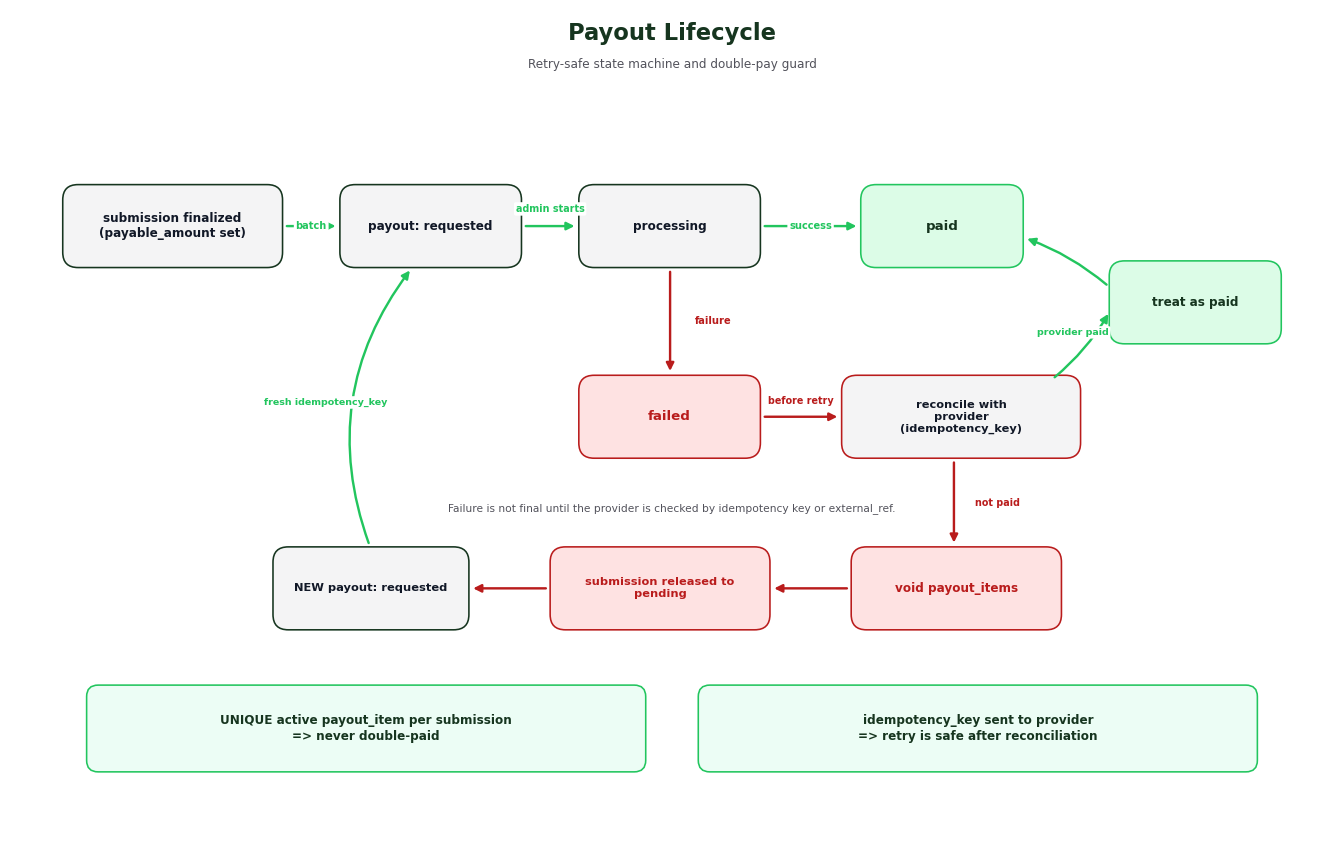 Payout Lifecycle
Retry-safe state machine and double-pay guard
submission finalized
(payable_amount set)
batch
payout: requested
admin starts
processing
success
paid
treat as paid
provider paid
failure
fresh idempotency_key
failed
before retry
reconcile with
provider
(idempotency_key)
Failure is not final until the provider is checked by idempotency key or external_ref.
not paid
NEW payout: requested
submission released to
pending
void payout_items
UNIQUE active payout_item per submission
=> never double-paid
idempotency_key sent to provider
=> retry is safe after reconciliation